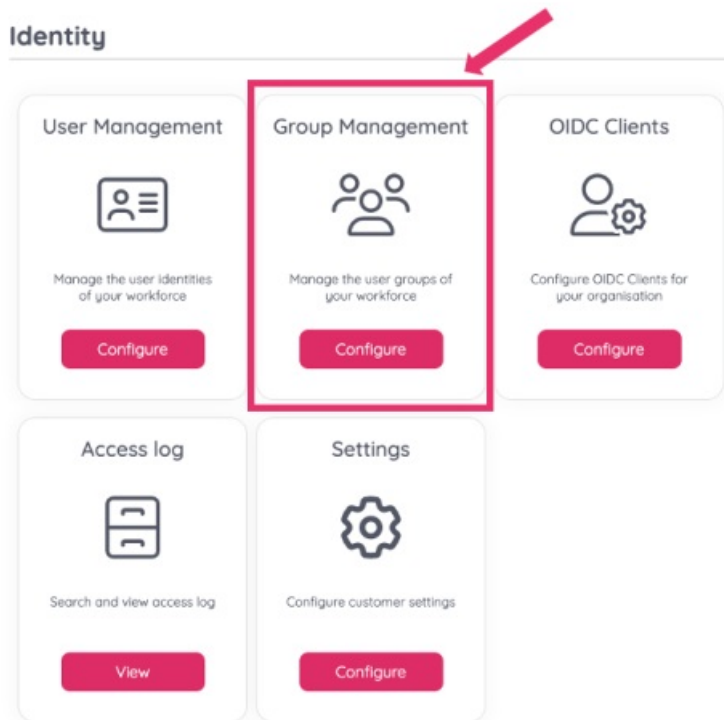 Identity
User Management
Manage the user identities
of your workforce
Configure
Group Management
Manage the user groups of
your workforce
Configure
OIDC Clients
Configure OIDC Clients for
your organisation
Configure
Access log
Search and view access log
View
Settings
Configure customer settings
Configure